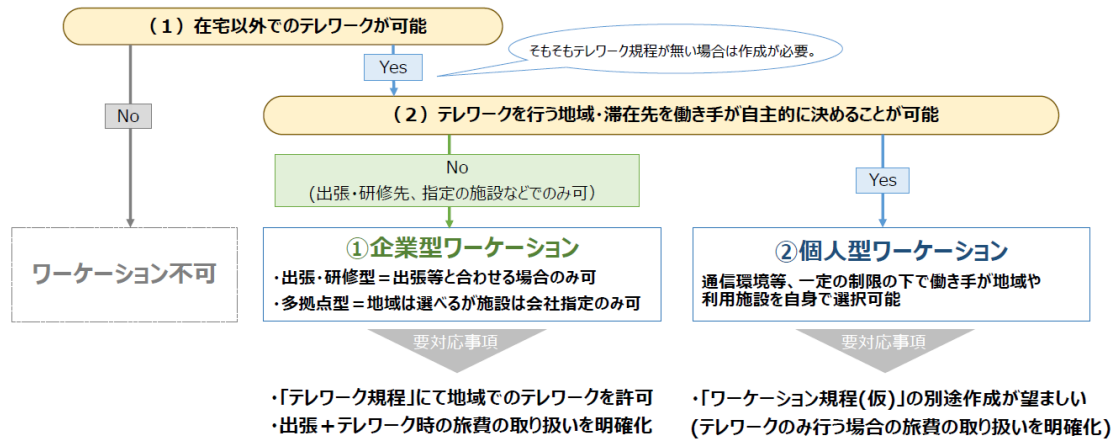 （１）在宅以外でのテレワークが可能
そもそもテレワーク規程が無い場合は作成が必要。
Yes
No
（２）テレワークを行う地域・滞在先を働き手が自主的に決めることが可能
No
(出張・研修先、指定の施設などでのみ可）
Yes
ワーケーション不可
①企業型ワーケーション
・出張・研修型＝出張等と合わせる場合のみ可
・多拠点型＝地域は選べるが施設は会社指定のみ可
②個人型ワーケーション
通信環境等、一定の制限の下で働き手が地域や
利用施設を自身で選択可能
要対応事項
要対応事項
・「テレワーク規程」にて地域でのテレワークを許可
・出張＋テレワーク時の旅費の取り扱いを明確化
・「ワーケーション規程(仮)」の別途作成が望ましい
(テレワークのみ行う場合の旅費の取り扱いを明確化)